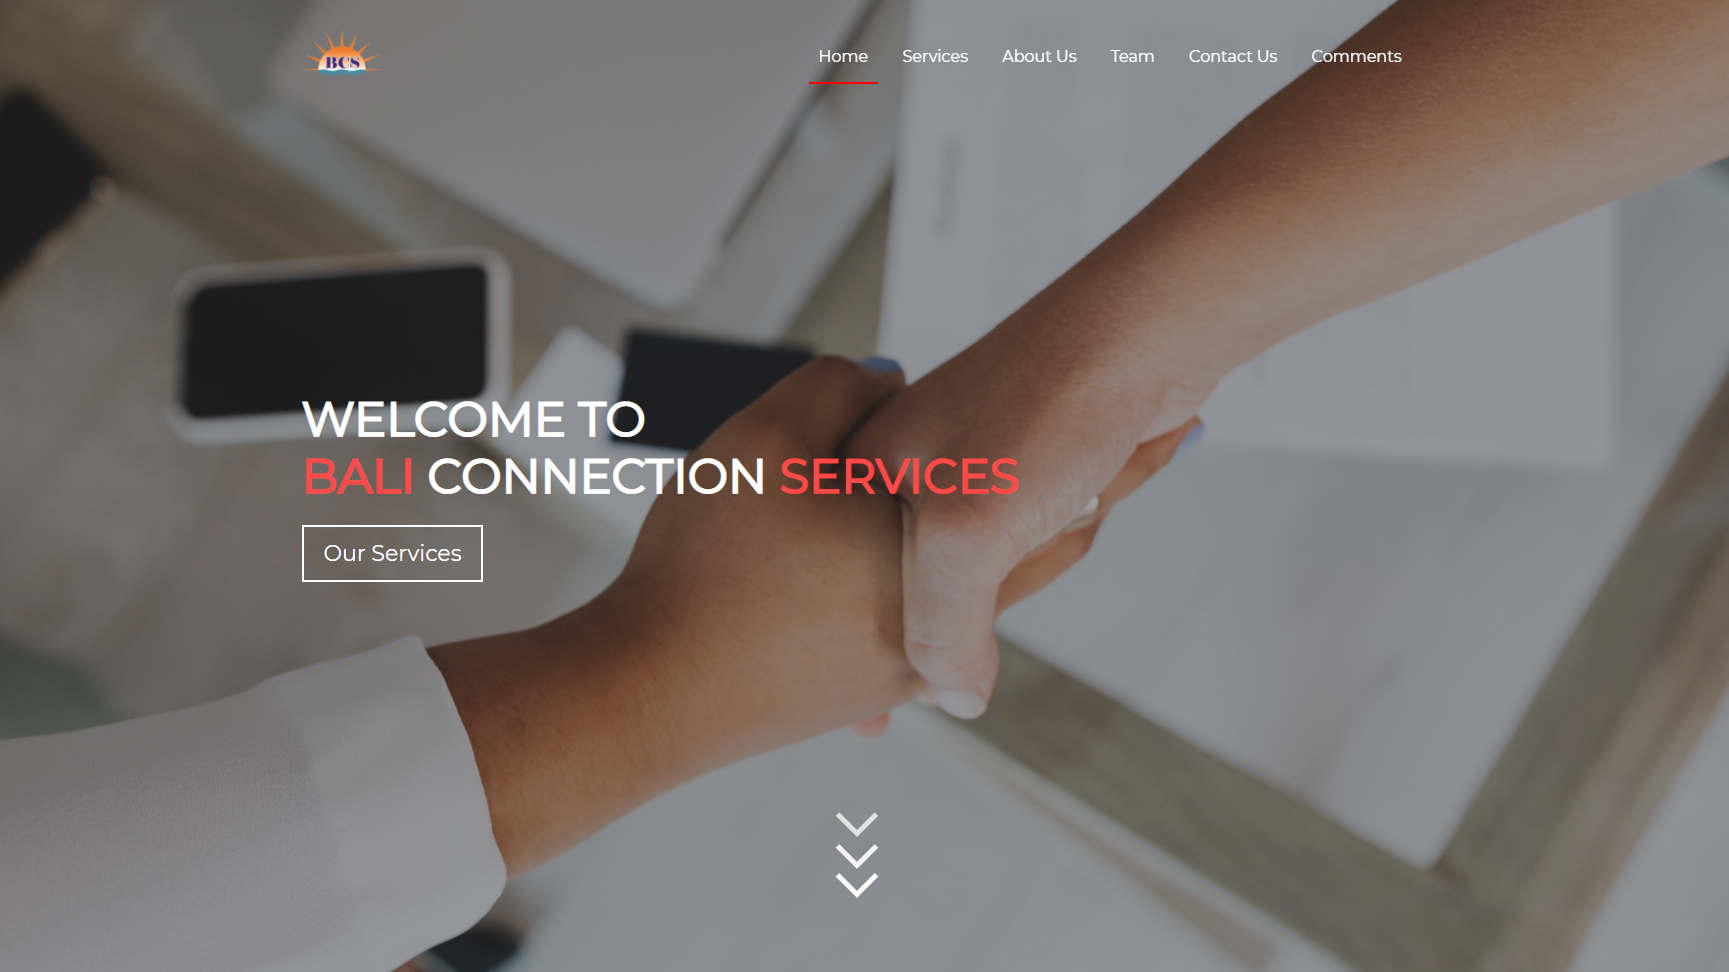 BCS
Home Services About Us Team Contact Us Comments
WELCOME TO
BALI CONNECTION SERVICES
Our Services